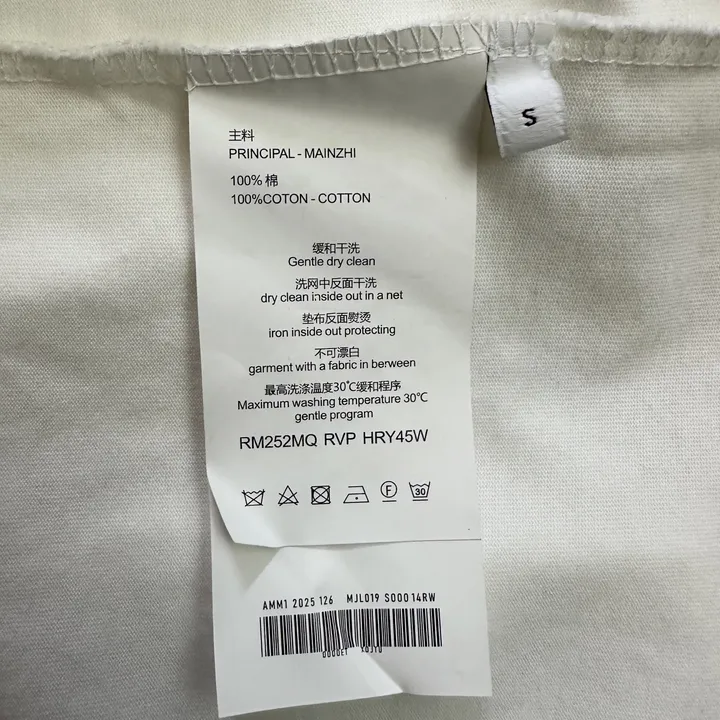 S
主料
PRINCIPAL - MAINZHI
100% 棉
100%COTON - COTTON
缓和干洗
Gentle dry clean
洗网中反面干洗
dry clean inside out in a net
垫布反面熨烫
iron inside out protecting
不可漂白
garment with a fabric in berween
最高洗涤温度30℃缓和程序
Maximum washing temperature 30℃
gentle program
RM252MQ RVP HRY45W
F
30
AMM1 2025 126 MJL019 S000 14RW